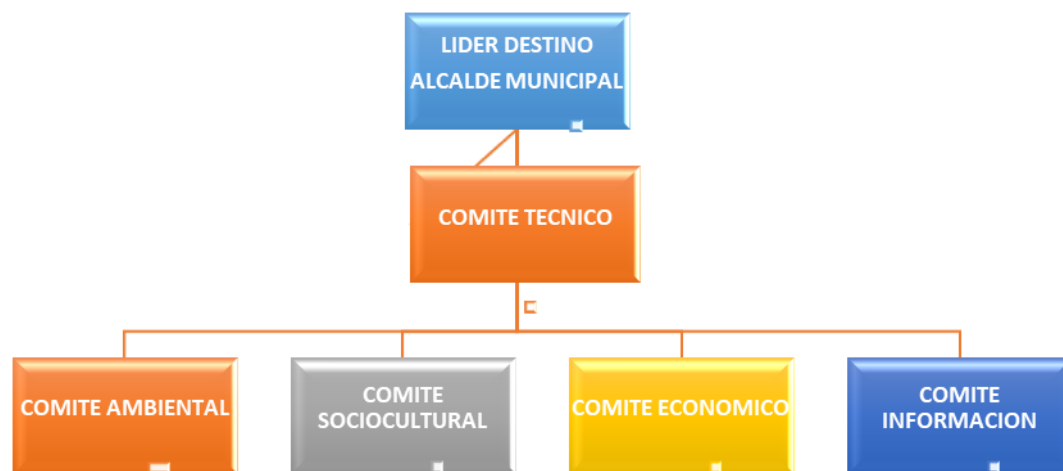 LIDER DESTINO
ALCALDE MUNICIPAL
COMITE TECNICO
COMITE AMBIENTAL
COMITE
SOCIOCULTURAL
COMITE ECONOMICO
COMITE
INFORMACION